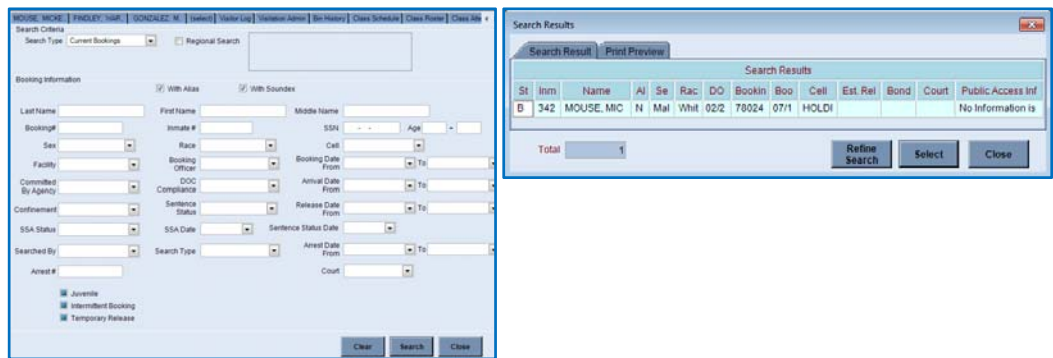 MOUSE, MICKE.. FINDLEY, IVAR.. GONZALEZ, M.. (select) Visitor Log Visitation Admin Bin History Class Schedule Class Roster Class Atte
Search Criteria
Search Type Current Bookings Regional Search
Booking Information
With Alias With Soundex
Last Name First Name Middle Name
Booking# Inmate # SSN - - Age -
Sex Race Cell
Facility Booking Officer Booking Date From To
Committed By Agency DOC Compliance Arrival Date From To
Confinement Sentence Status Release Date From To
SSA Status SSA Date Sentence Status Date
Searched By Search Type Arrest Date From To
Arrest # Court
Juvenile
Intermittent Booking
Temporary Release
Clear Search Close
Search Results
Search Result Print Preview
Search Results
St Inm Name Al Se Rac DO Bookin Boo Cell Est. Rel Bond Court Public Access Inf
B 342 MOUSE, MIC N Mal Whit 02/2 78024 07/1 HOLDI No Information is
Total 1 Refine Search Select Close